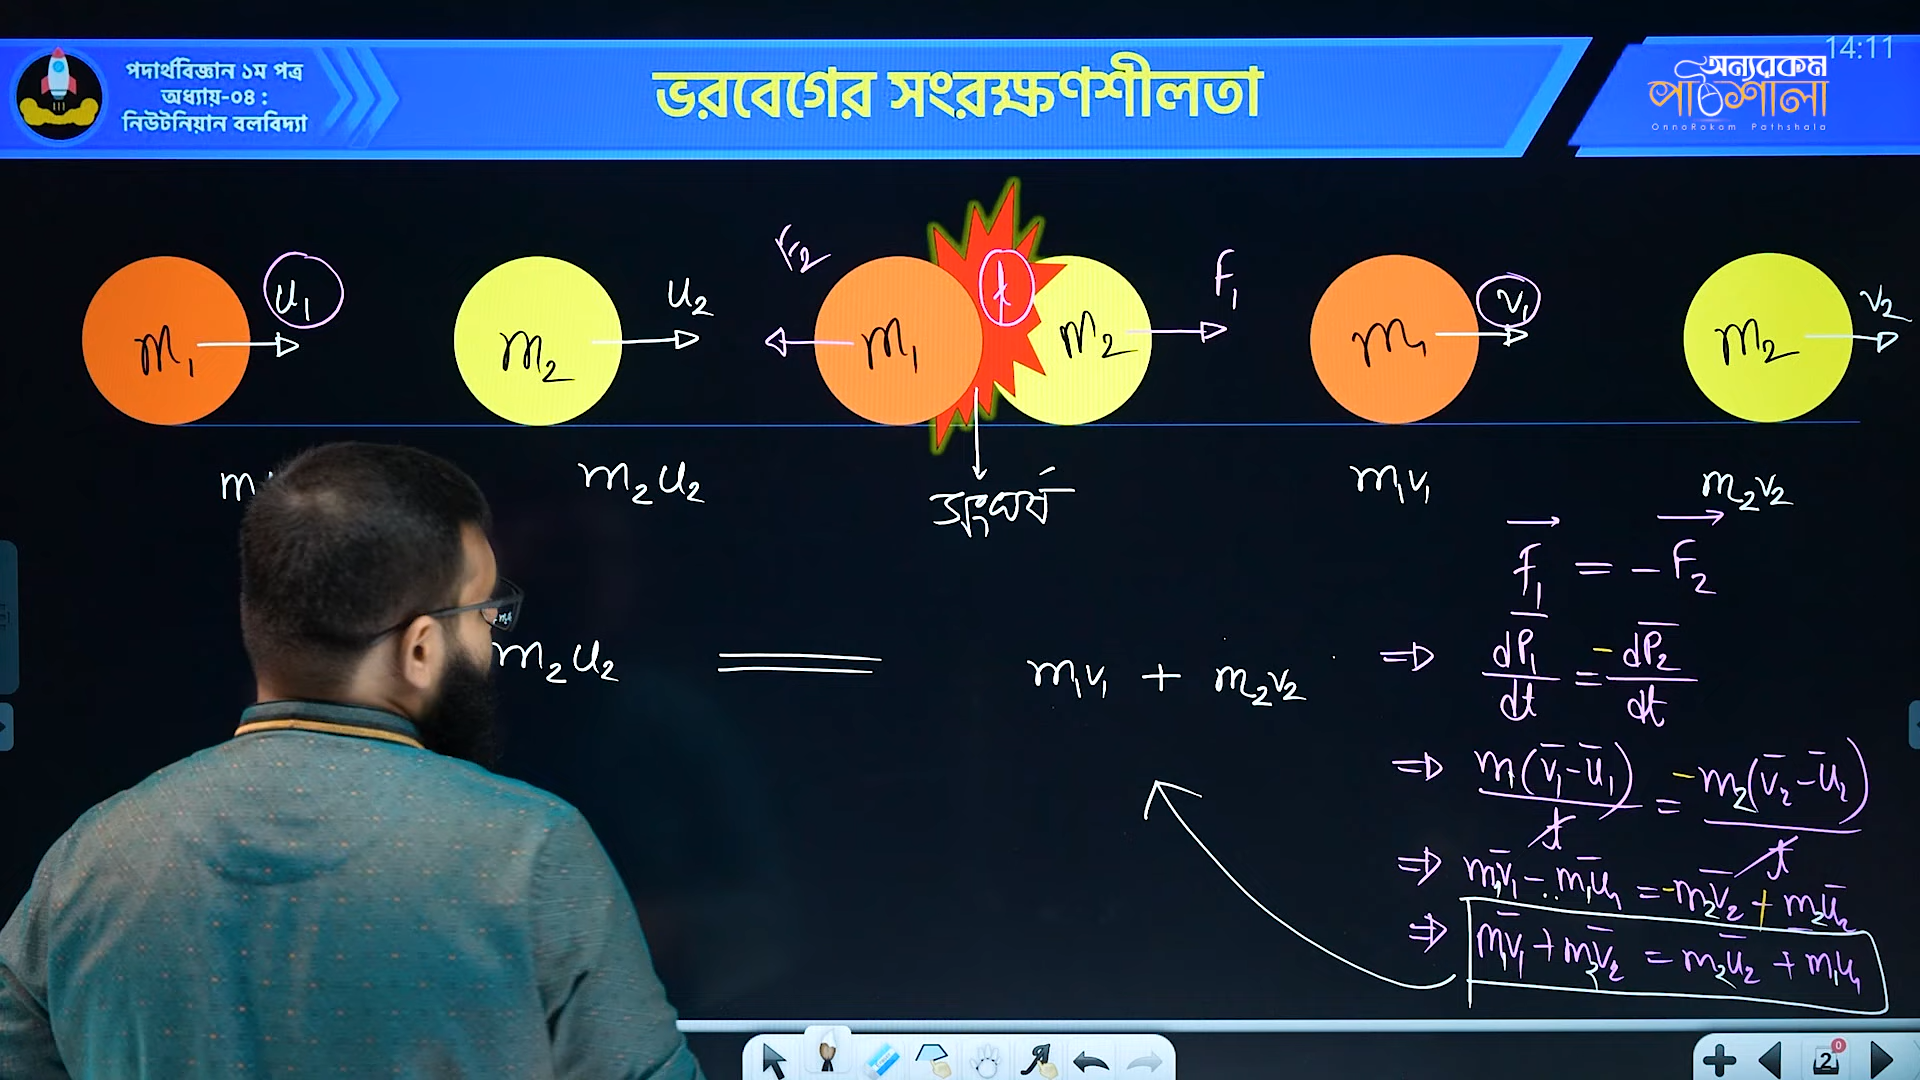 14:11
পদার্থবিজ্ঞান ১ম পত্র
অধ্যায়-০৪ :
নিউটনিয়ান বলবিদ্যা
ভরবেগের সংরক্ষণশীলতা
অন্যরকম
পাঠশালা
OnnoRokom Pathshala
m₁ u₁ m₂ u₂ F₂ m₁ t m₂ F₁ m₁ v₁ m₂ v₂
m₂u₂ সংঘর্ষ m₁v₁ m₂v₂
F₁ = - F₂
m₂u₂ = m₁v₁ + m₂v₂
⇒ dP₁/dt = - dP₂/dt
⇒ m(v₁-u₁)/t = -m₂(v₂-u₂)/t
⇒ m₁v₁ - m₁u₁ = -m₂v₂ + m₂u₂
⇒ m₁v₁ + m₂v₂ = m₂u₂ + m₁u₁
2
0